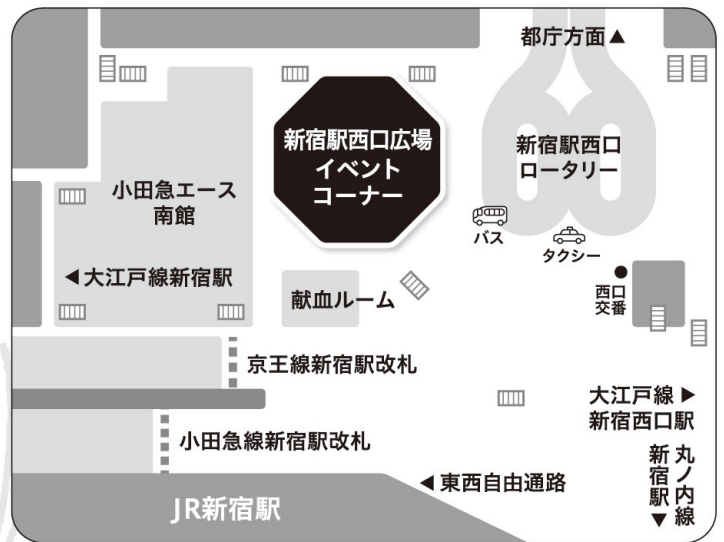 都庁方面▲
新宿駅西口広場
イベント
コーナー
新宿駅西口
ロータリー
小田急エース
南館
バス
タクシー
◀大江戸線新宿駅
献血ルーム
西口
交番
京王線新宿駅改札
大江戸線▶
新宿西口駅
小田急線新宿駅改札
丸ノ内線
新宿駅▼
◀東西自由通路
JR新宿駅